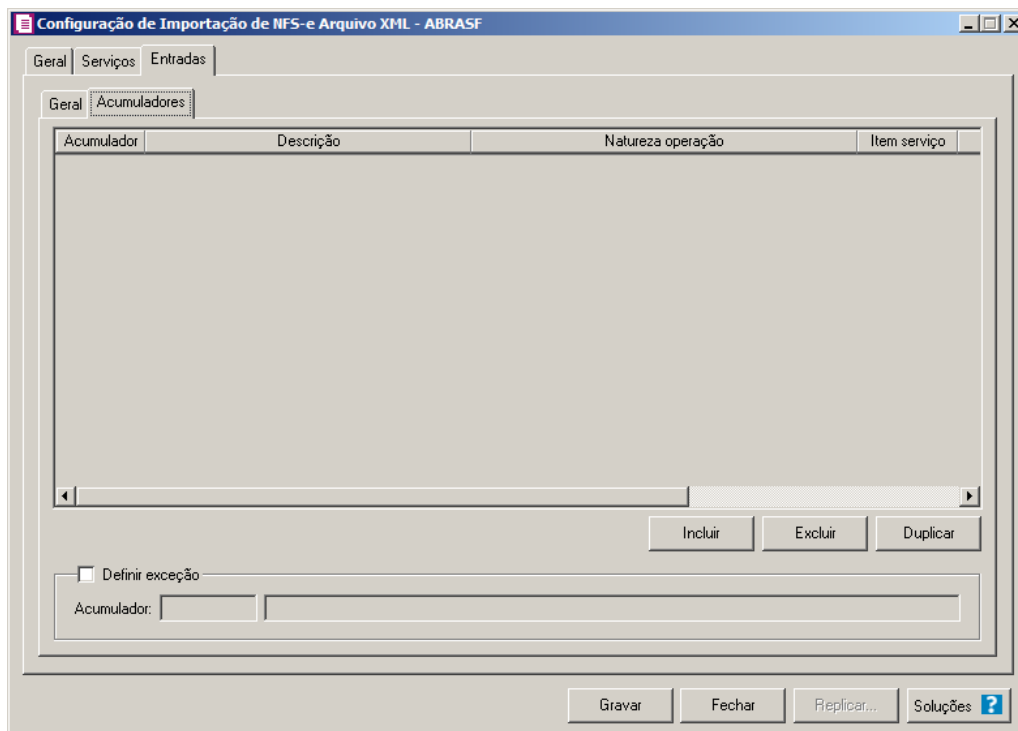 Configuração de Importação de NFS-e Arquivo XML - ABRASF
Geral Serviços Entradas
Geral Acumuladores
Acumulador Descrição Natureza operação Item serviço
Incluir Excluir Duplicar
Definir exceção
Acumulador:
Gravar Fechar Replicar... Soluções ?